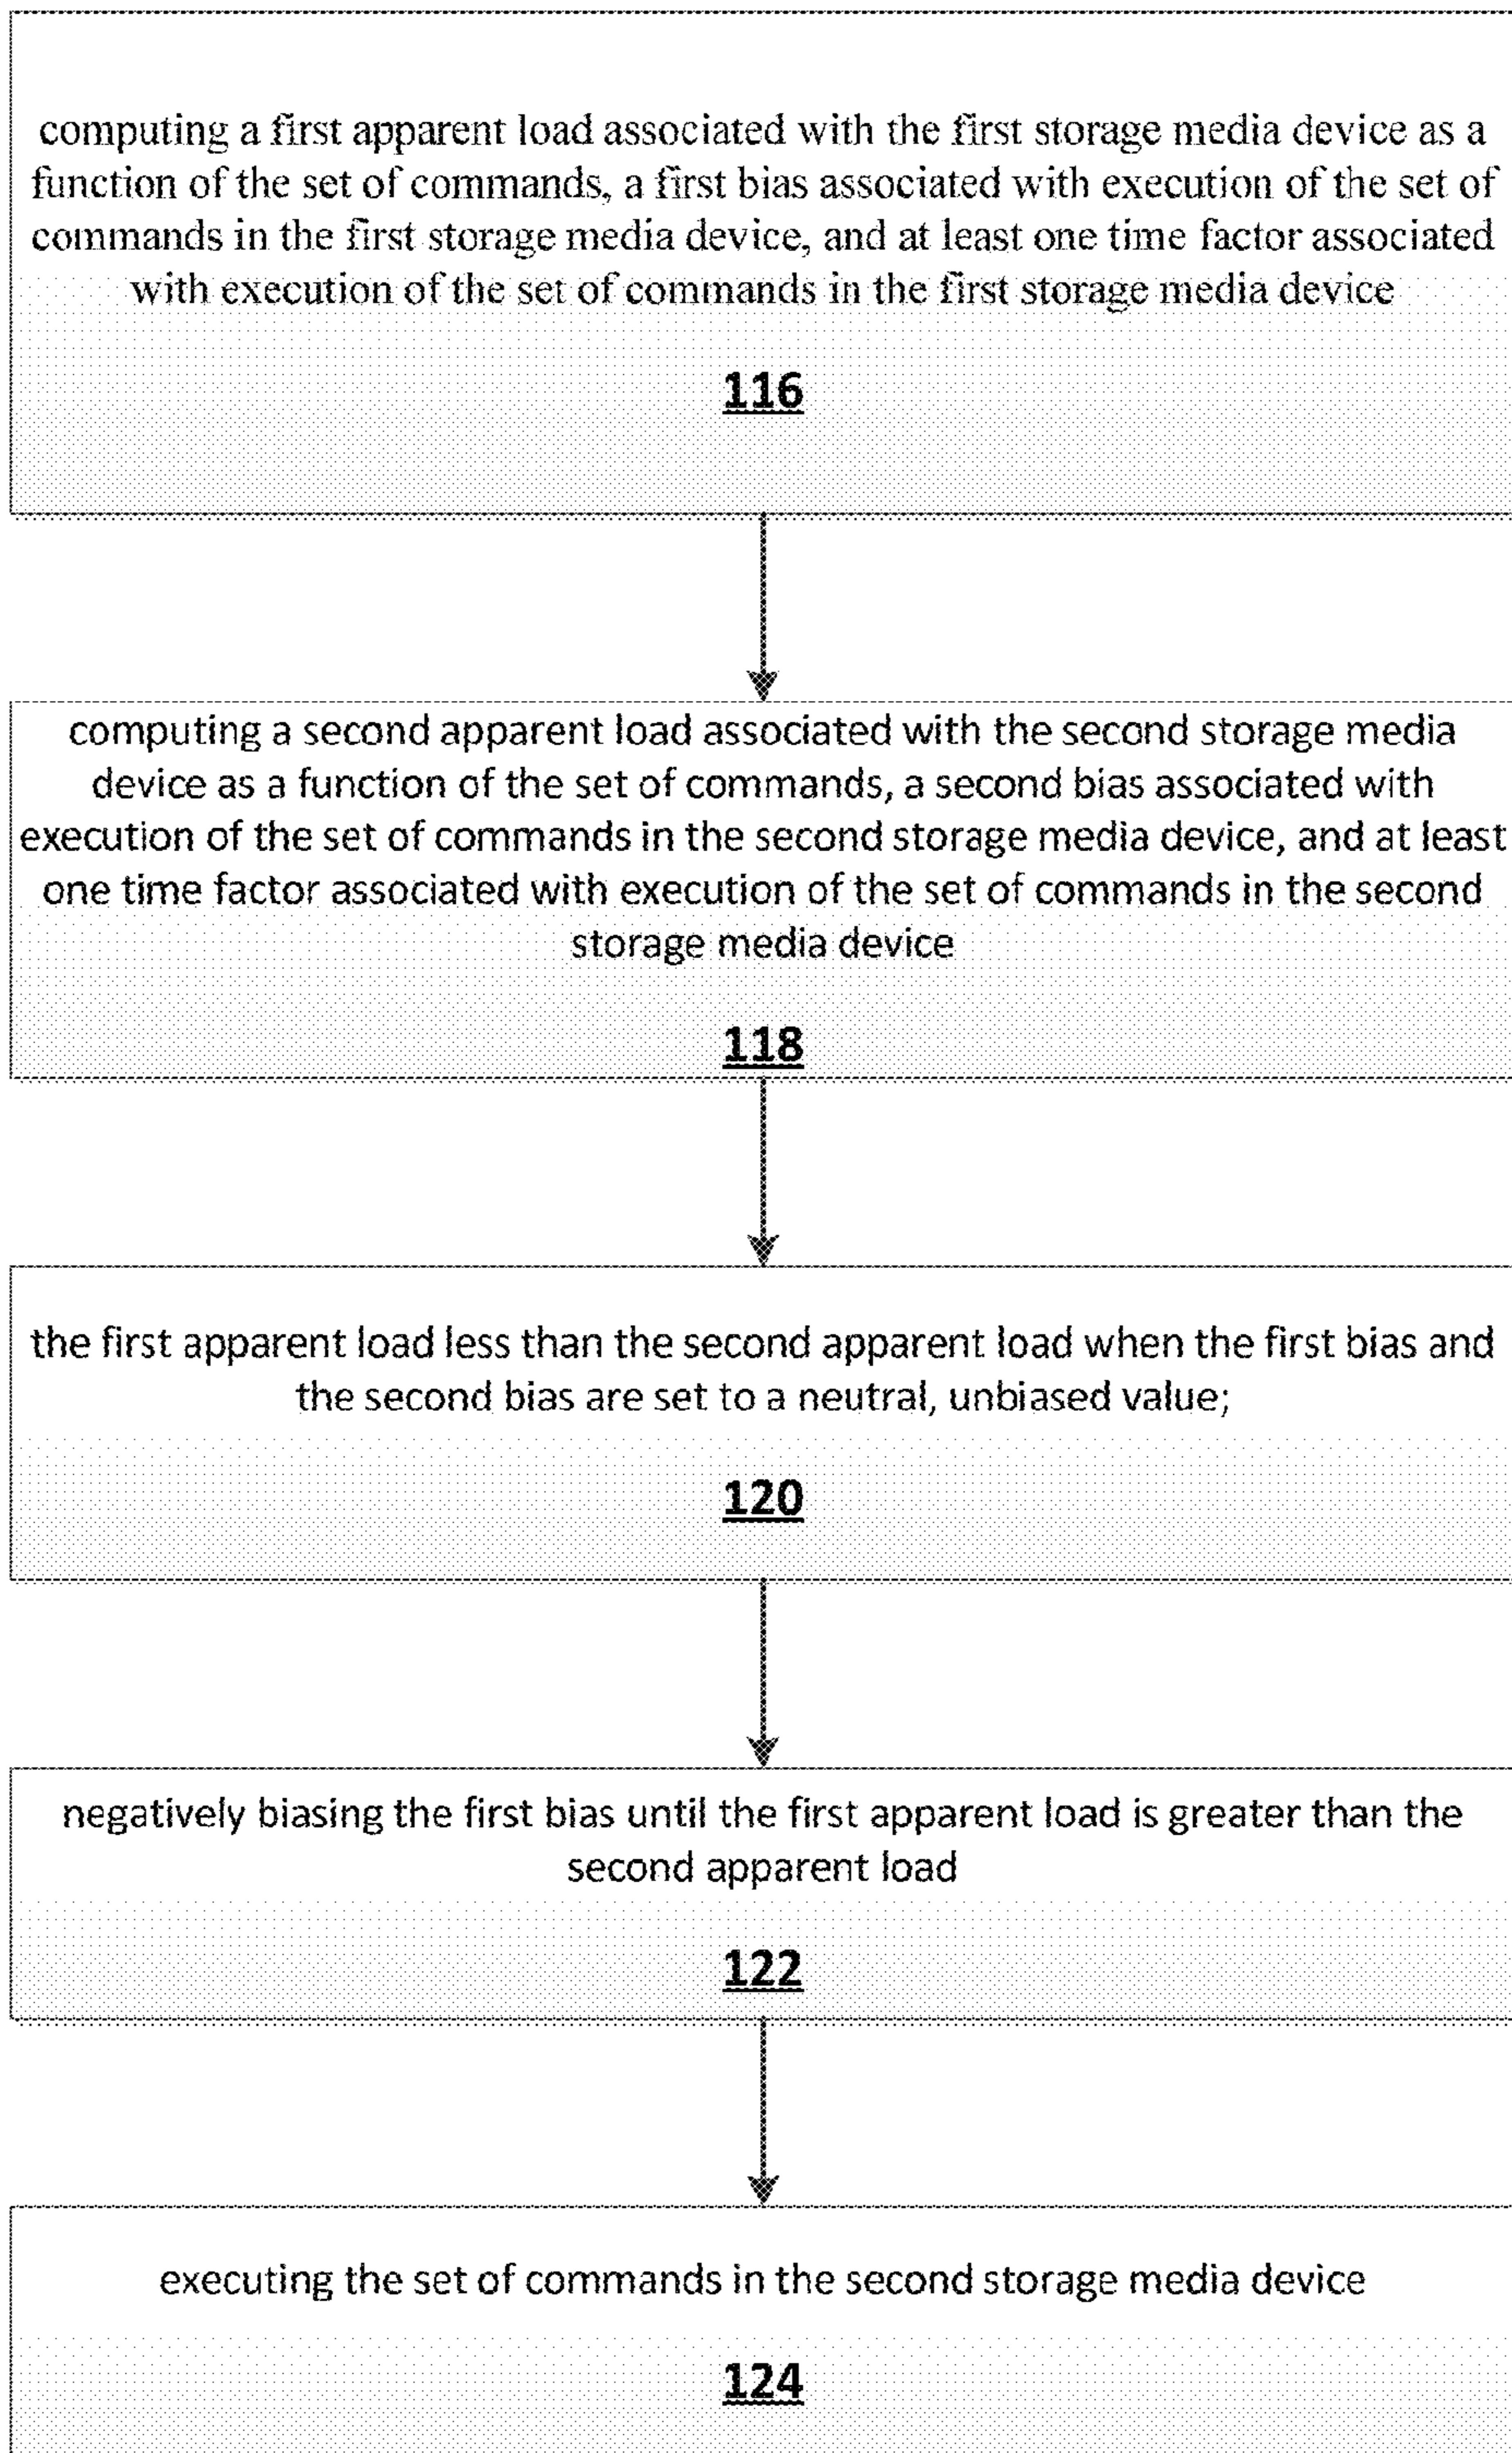 computing a first apparent load associated with the first storage media device as a
function of the set of commands, a first bias associated with execution of the set of
commands in the first storage media device, and at least one time factor associated
with execution of the set of commands in the first storage media device
116
computing a second apparent load associated with the second storage media
device as a function of the set of commands, a second bias associated with
execution of the set of commands in the second storage media device, and at least
one time factor associated with execution of the set of commands in the second
storage media device
118
the first apparent load less than the second apparent load when the first bias and
the second bias are set to a neutral, unbiased value;
120
negatively biasing the first bias until the first apparent load is greater than the
second apparent load
122
executing the set of commands in the second storage media device
124